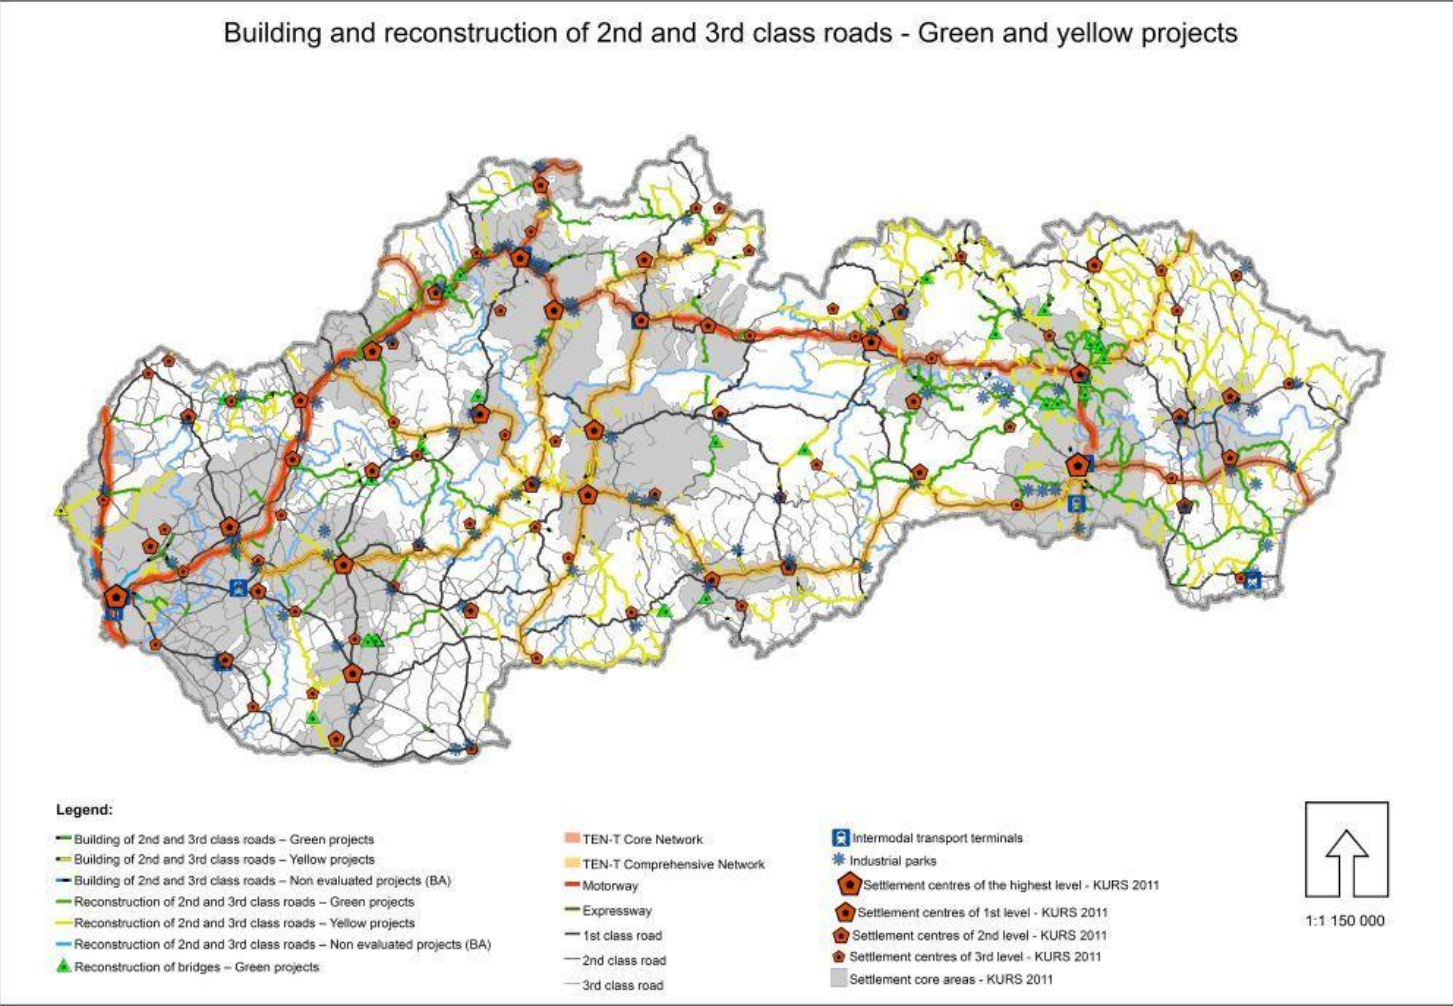 Building and reconstruction of 2nd and 3rd class roads - Green and yellow projects
Legend:
Building of 2nd and 3rd class roads – Green projects
Building of 2nd and 3rd class roads – Yellow projects
Building of 2nd and 3rd class roads – Non evaluated projects (BA)
Reconstruction of 2nd and 3rd class roads – Green projects
Reconstruction of 2nd and 3rd class roads – Yellow projects
Reconstruction of 2nd and 3rd class roads – Non evaluated projects (BA)
Reconstruction of bridges – Green projects
TEN-T Core Network
TEN-T Comprehensive Network
Motorway
Expressway
1st class road
2nd class road
3rd class road
Intermodal transport terminals
Industrial parks
Settlement centres of the highest level - KURS 2011
Settlement centres of 1st level - KURS 2011
Settlement centres of 2nd level - KURS 2011
Settlement centres of 3rd level - KURS 2011
Settlement core areas - KURS 2011
1:1 150 000